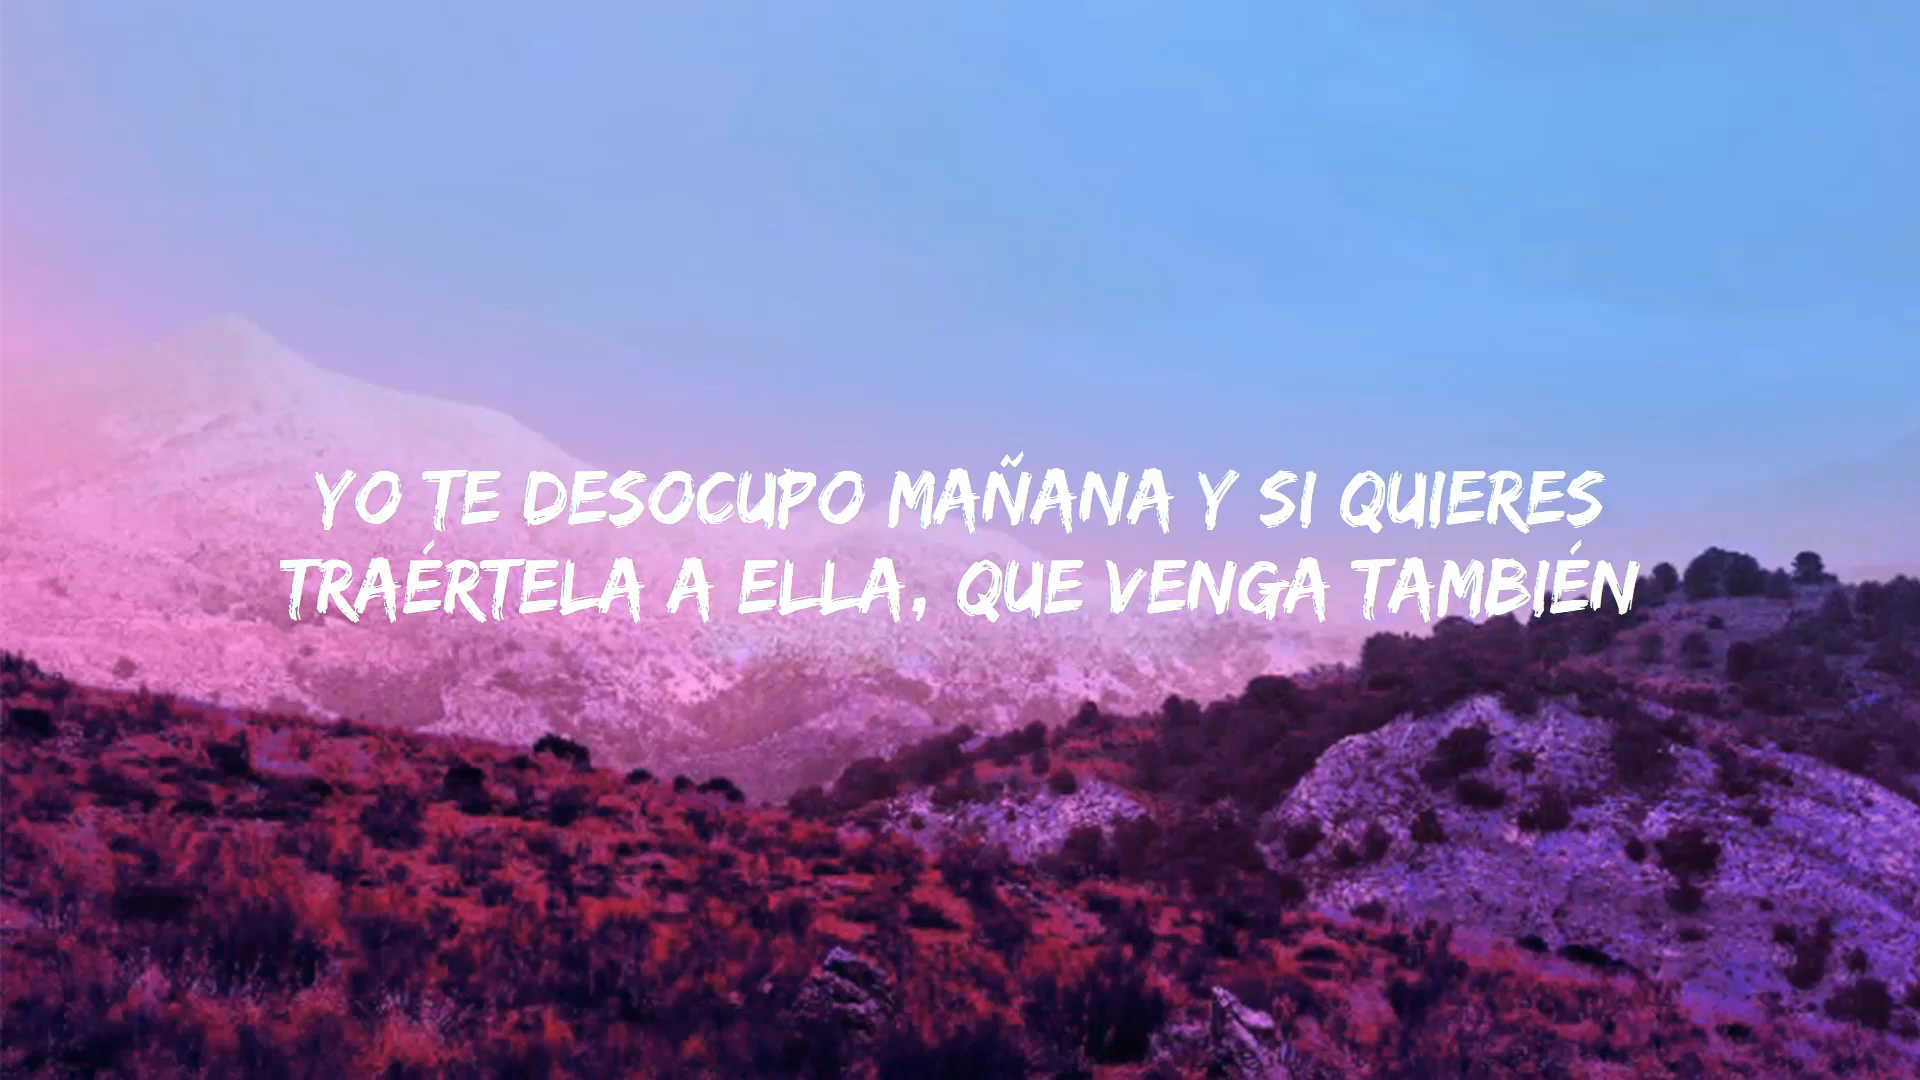 YO TE DESOCUPO MAÑANA Y SI QUIERES
TRAÉRTELA A ELLA, QUE VENGA TAMBIÉN